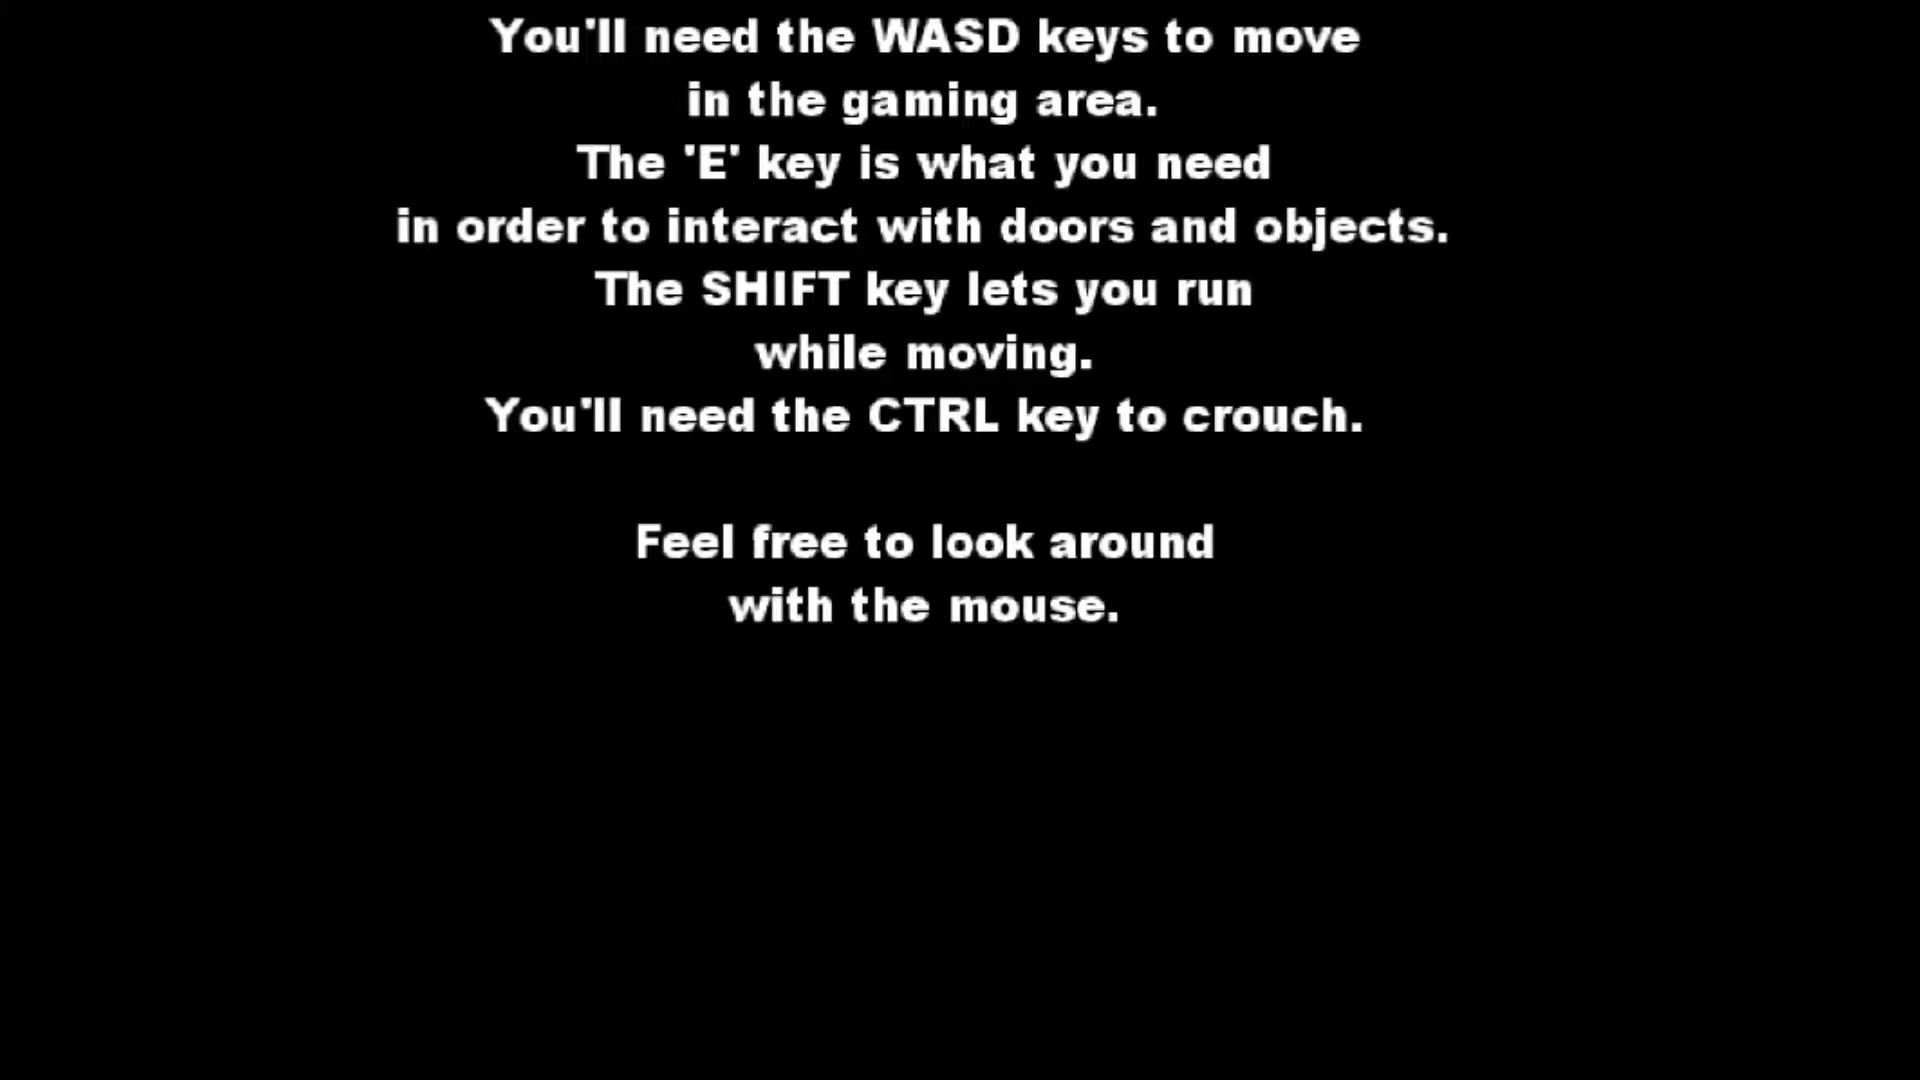 You'll need the WASD keys to move
in the gaming area.
The 'E' key is what you need
in order to interact with doors and objects.
The SHIFT key lets you run
while moving.
You'll need the CTRL key to crouch.
Feel free to look around
with the mouse.